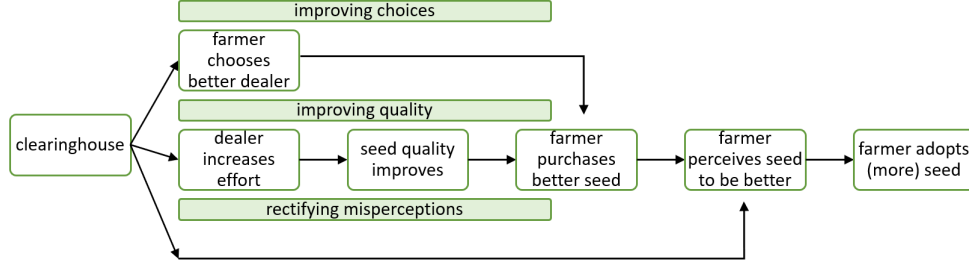 improving choices
farmer
chooses
better dealer
improving quality
clearinghouse
dealer
increases
effort
seed quality
improves
farmer
purchases
better seed
farmer
perceives seed
to be better
farmer adopts
(more) seed
rectifying misperceptions